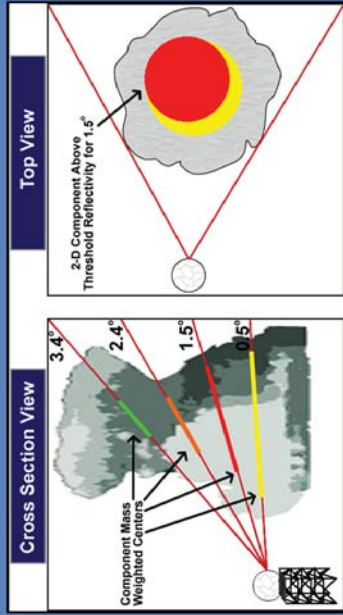 Cross Section View
3.4°
2.4°
1.5°
0.5°
Component Mass
Weighted Centers
Top View
2-D Component Above
Threshold Reflectivity for 1.5°